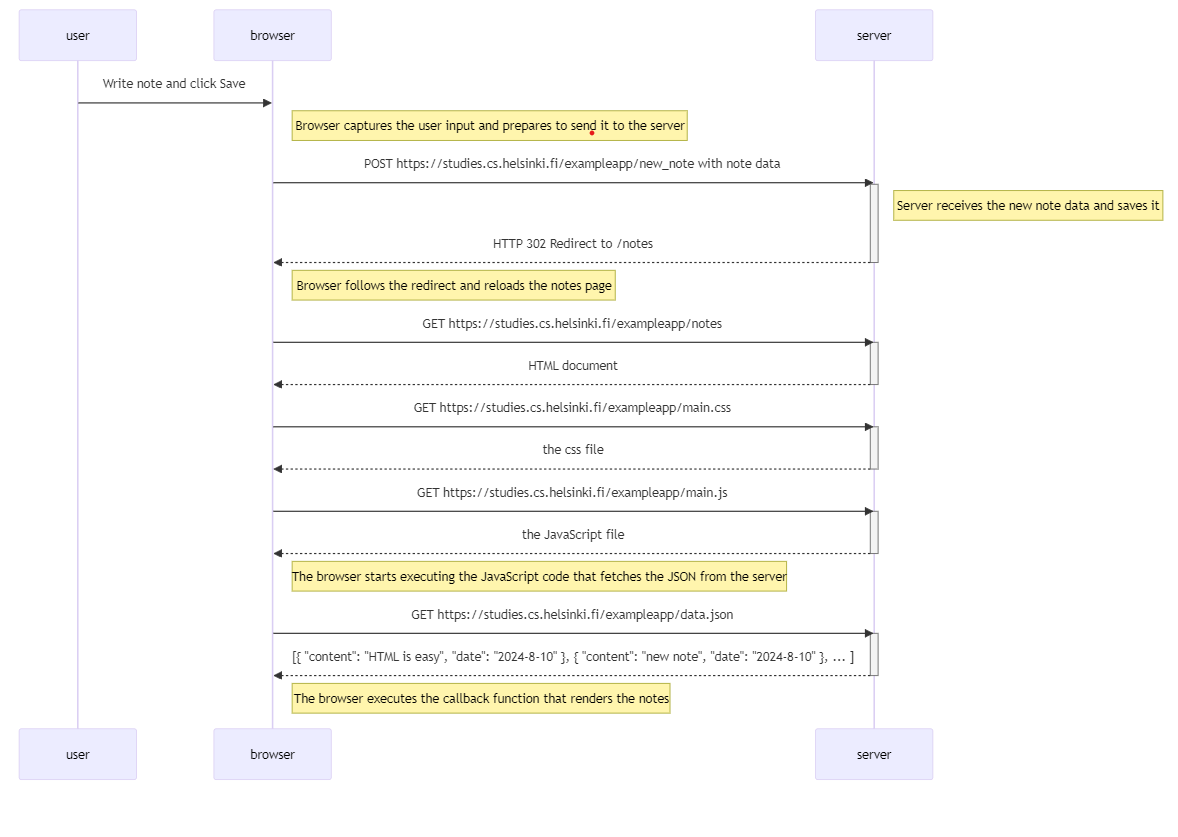 user
browser
server
Write note and click Save
Browser captures the user input and prepares to send it to the server
POST https://studies.cs.helsinki.fi/exampleapp/new_note with note data
Server receives the new note data and saves it
HTTP 302 Redirect to /notes
Browser follows the redirect and reloads the notes page
GET https://studies.cs.helsinki.fi/exampleapp/notes
HTML document
GET https://studies.cs.helsinki.fi/exampleapp/main.css
the css file
GET https://studies.cs.helsinki.fi/exampleapp/main.js
the JavaScript file
The browser starts executing the JavaScript code that fetches the JSON from the server
GET https://studies.cs.helsinki.fi/exampleapp/data.json
[{ "content": "HTML is easy", "date": "2024-8-10" }, { "content": "new note", "date": "2024-8-10" }, ... ]
The browser executes the callback function that renders the notes
user
browser
server